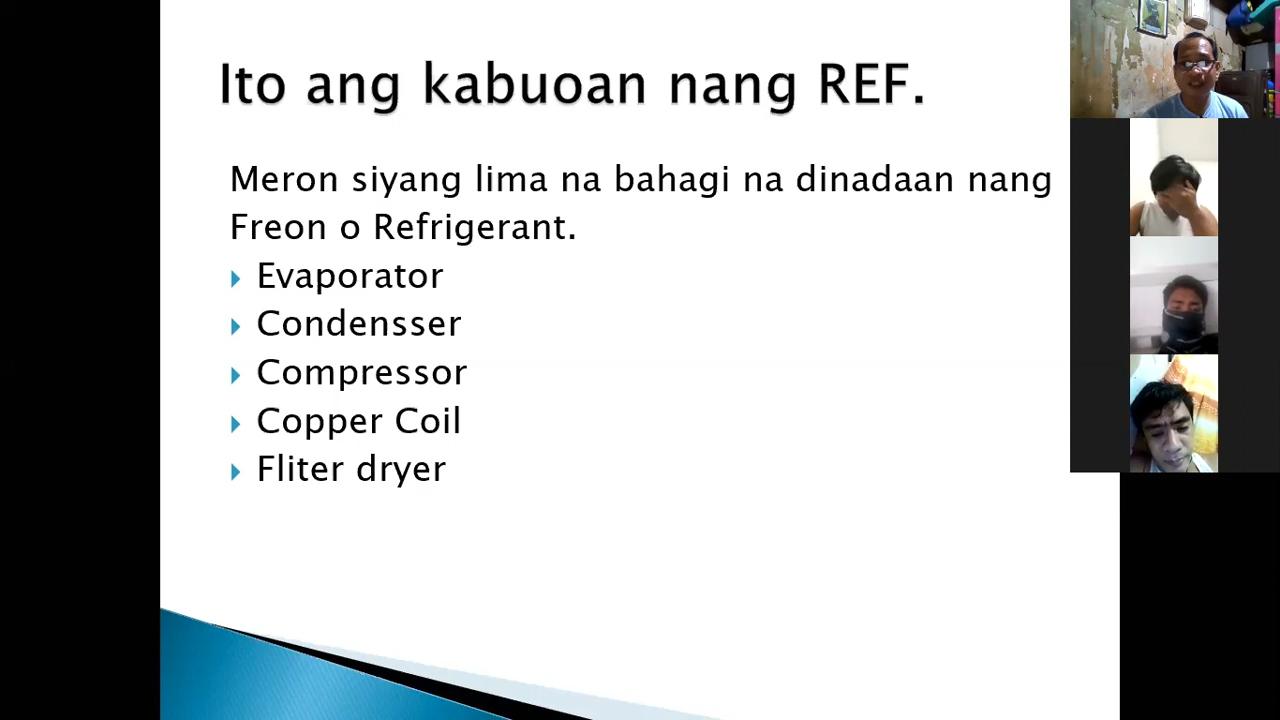 Ito ang kabuoan nang REF.
Meron siyang lima na bahagi na dinadaan nang
Freon o Refrigerant.
Evaporator
Condensser
Compressor
Copper Coil
Fliter dryer